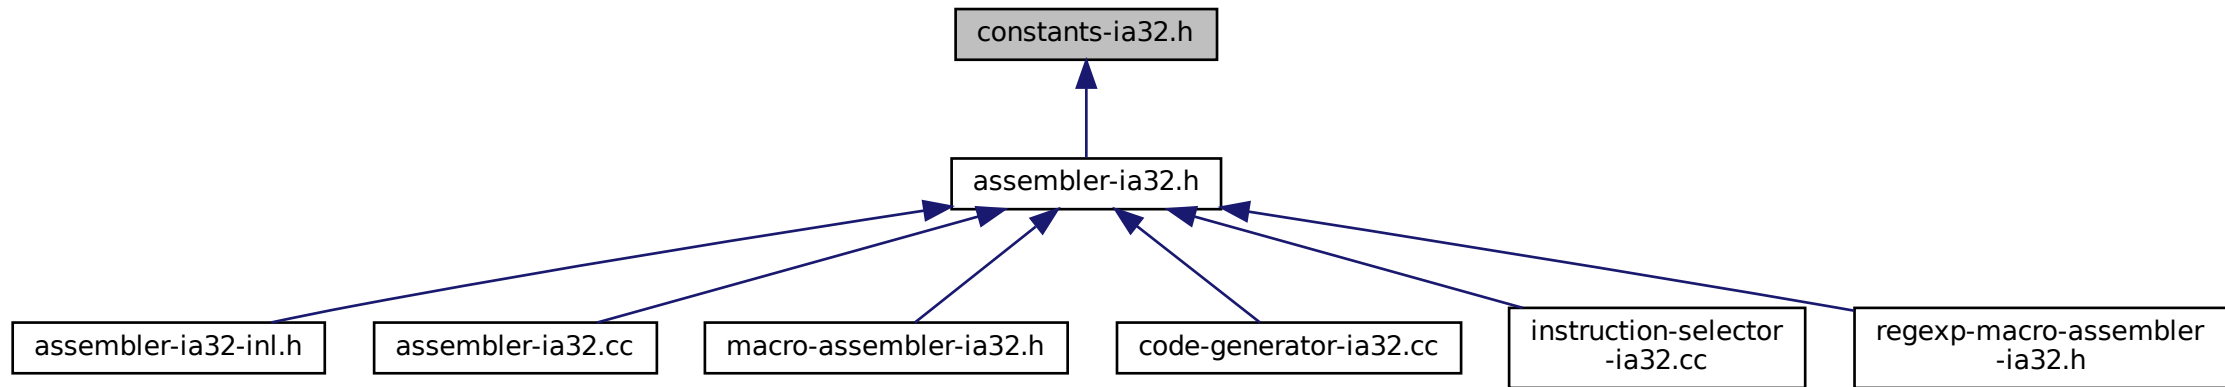 constants-ia32.h
assembler-ia32.h
assembler-ia32-inl.h
assembler-ia32.cc
macro-assembler-ia32.h
code-generator-ia32.cc
instruction-selector
-ia32.cc
regexp-macro-assembler
-ia32.h